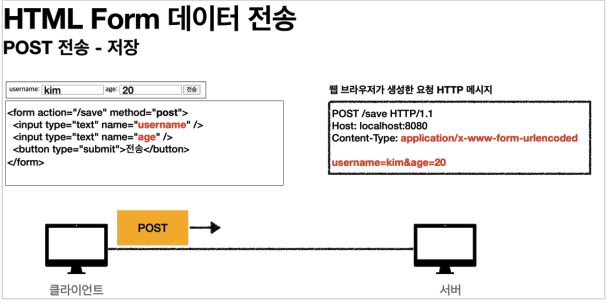 HTML Form 데이터 전송
POST 전송 - 저장
username: kim age: 20 전송
<form action="/save" method="post">
<input type="text" name="username" />
<input type="text" name="age" />
<button type="submit">전송</button>
</form>
웹 브라우저가 생성한 요청 HTTP 메시지
POST /save HTTP/1.1
Host: localhost:8080
Content-Type: application/x-www-form-urlencoded
username=kim&age=20
POST
클라이언트
서버